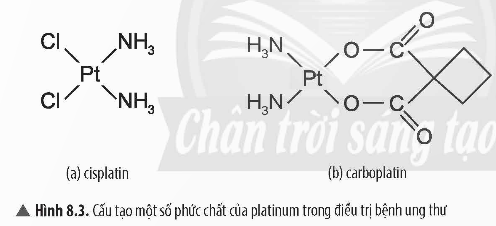 Cl
NH₃
Pt
Cl
NH₃
(a) cisplatin
H₃N
O
C
O
Pt
H₃N
O
C
O
(b) carboplatin
Chân trời sáng tạo
▲ Hình 8.3. Cấu tạo một số phức chất của platinum trong điều trị bệnh ung thư